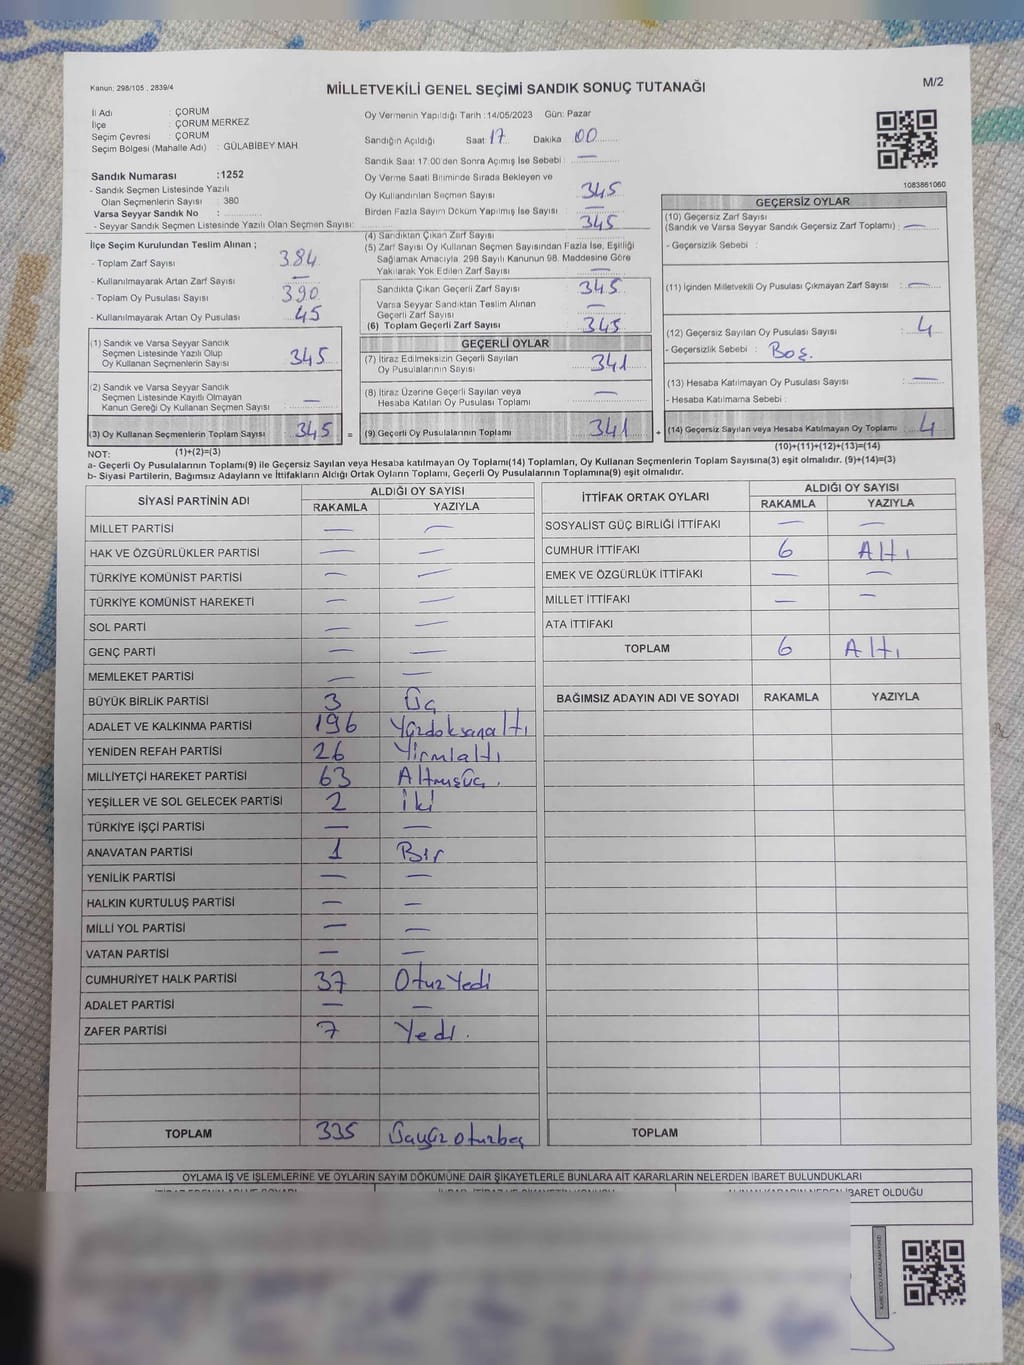 Kanun: 298/105 , 2839/4
MİLLETVEKİLİ GENEL SEÇİMİ SANDIK SONUÇ TUTANAĞI
M/2
İl Adı : ÇORUM
İlçe : ÇORUM MERKEZ
Seçim Çevresi : ÇORUM
Seçim Bölgesi (Mahalle Adı) : GÜLABİBEY MAH.
Sandık Numarası :1252
- Sandık Seçmen Listesinde Yazılı
Olan Seçmenlerin Sayısı : 380
Varsa Seyyar Sandık No :
- Seyyar Sandık Seçmen Listesinde Yazılı Olan Seçmen Sayısı:
İlçe Seçim Kurulundan Teslim Alınan ;
- Toplam Zarf Sayısı 384
- Kullanılmayarak Artan Zarf Sayısı —
- Toplam Oy Pusulası Sayısı 390
- Kullanılmayarak Artan Oy Pusulası 45
(1) Sandık ve Varsa Seyyar Sandık
Seçmen Listesinde Yazılı Olup
Oy Kullanan Seçmenlerin Sayısı 345
(2) Sandık ve Varsa Seyyar Sandık
Seçmen Listesinde Kayıtlı Olmayan
Kanun Gereği Oy Kullanan Seçmen Sayısı —
(3) Oy Kullanan Seçmenlerin Toplam Sayısı 345 =
(1)+(2)=(3)
Oy Vermenin Yapıldığı Tarih :14/05/2023 Gün: Pazar
Sandığın Açıldığı Saat 17 Dakika 00
Sandık Saat 17:00'den Sonra Açımış İse Sebebi : —
Oy Verme Saati Bitiminde Sırada Bekleyen ve
Oy Kullandırılan Seçmen Sayısı 345
Birden Fazla Sayım Döküm Yapılmış İse Sayısı —
(4) Sandıktan Çıkan Zarf Sayısı 345
(5) Zarf Sayısı Oy Kullanan Seçmen Sayısından Fazla İse, Eşitliği
Sağlamak Amacıyla, 298 Sayılı Kanunun 98. Maddesine Göre
Yakılarak Yok Edilen Zarf Sayısı —
Sandıkta Çıkan Geçerli Zarf Sayısı 345
Varsa Seyyar Sandıktan Teslim Alınan
Geçerli Zarf Sayısı —
(6) Toplam Geçerli Zarf Sayısı 345
GEÇERLİ OYLAR
(7) İtiraz Edilmeksizin Geçerli Sayılan
Oy Pusulalarının Sayısı 341
(8) İtiraz Üzerine Geçerli Sayılan veya
Hesaba Katılan Oy Pusulası Toplamı —
(9) Geçerli Oy Pusulalarının Toplamı 341 +
1083861060
GEÇERSİZ OYLAR
(10) Geçersiz Zarf Sayısı
(Sandık ve Varsa Seyyar Sandık Geçersiz Zarf Toplamı) : —
- Geçersizlik Sebebi :
(11) İçinden Milletvekili Oy Pusulası Çıkmayan Zarf Sayısı : —
(12) Geçersiz Sayılan Oy Pusulası Sayısı 4
- Geçersizlik Sebebi : Boş.
(13) Hesaba Katılmayan Oy Pusulası Sayısı —
- Hesaba Katılmama Sebebi :
(14) Geçersiz Sayılan veya Hesaba Katılmayan Oy Toplamı 4
(10)+(11)+(12)+(13)=(14)
NOT:
a- Geçerli Oy Pusulalarının Toplamı(9) ile Geçersiz Sayılan veya Hesaba katılmayan Oy Toplamı(14) Toplamları, Oy Kullanan Seçmenlerin Toplam Sayısına(3) eşit olmalıdır. (9)+(14)=(3)
b- Siyasi Partilerin, Bağımsız Adayların ve İttifakların Aldığı Ortak Oyların Toplamı, Geçerli Oy Pusulalarının Toplamına(9) eşit olmalıdır.
SİYASİ PARTİNİN ADI ALDIĞI OY SAYISI
RAKAMLA YAZIYLA
MİLLET PARTİSİ — —
HAK VE ÖZGÜRLÜKLER PARTİSİ — —
TÜRKİYE KOMÜNİST PARTİSİ — —
TÜRKİYE KOMÜNİST HAREKETİ — —
SOL PARTİ — —
GENÇ PARTİ — —
MEMLEKET PARTİSİ — —
BÜYÜK BİRLİK PARTİSİ 3 Üç
ADALET VE KALKINMA PARTİSİ 196 Yüzdoksanaltı
YENİDEN REFAH PARTİSİ 26 Yirmialtı
MİLLİYETÇİ HAREKET PARTİSİ 63 Altmışüç.
YEŞİLLER VE SOL GELECEK PARTİSİ 2 iki
TÜRKİYE İŞÇİ PARTİSİ — —
ANAVATAN PARTİSİ 1 Bir
YENİLİK PARTİSİ — —
HALKIN KURTULUŞ PARTİSİ — —
MİLLİ YOL PARTİSİ — —
VATAN PARTİSİ — —
CUMHURİYET HALK PARTİSİ 37 Otuz Yedi
ADALET PARTİSİ — —
ZAFER PARTİSİ 7 Yedi.
TOPLAM 335 Üçyüz oturbeş
İTTİFAK ORTAK OYLARI ALDIĞI OY SAYISI
RAKAMLA YAZIYLA
SOSYALİST GÜÇ BİRLİĞİ İTTİFAKI — —
CUMHUR İTTİFAKI 6 Altı
EMEK VE ÖZGÜRLÜK İTTİFAKI — —
MİLLET İTTİFAKI — —
ATA İTTİFAKI
TOPLAM 6 Altı
BAĞIMSIZ ADAYIN ADI VE SOYADI RAKAMLA YAZIYLA
TOPLAM
OYLAMA İŞ VE İŞLEMLERİNE VE OYLARIN SAYIM DÖKÜMÜNE DAİR ŞİKAYETLERLE BUNLARA AİT KARARLARIN NELERDEN İBARET BULUNDUKLARI
İBARET OLDUĞU